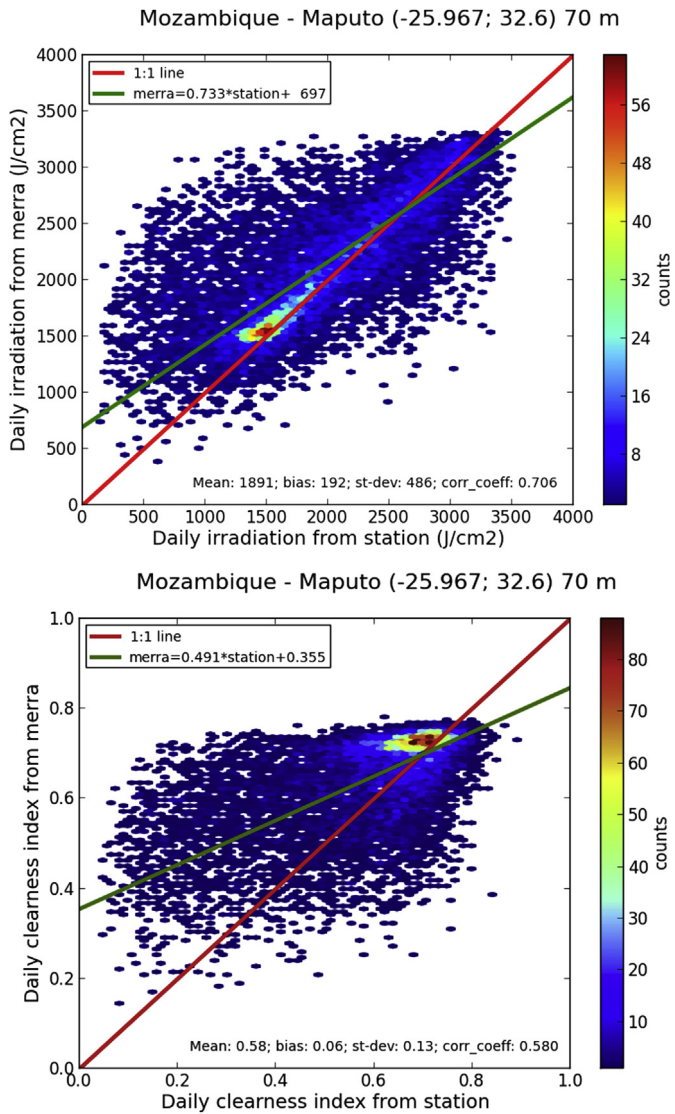 Mozambique - Maputo (-25.967; 32.6) 70 m
4000
3500
3000
2500
2000
1500
1000
500
0
Daily irradiation from merra (J/cm2)
1:1 line
merra=0.733*station+ 697
Mean: 1891; bias: 192; st-dev: 486; corr_coeff: 0.706
0 500 1000 1500 2000 2500 3000 3500 4000
Daily irradiation from station (J/cm2)
56
48
40
32
24
16
8
counts
Mozambique - Maputo (-25.967; 32.6) 70 m
1.0
0.8
0.6
0.4
0.2
0.0
Daily clearness index from merra
1:1 line
merra=0.491*station+0.355
Mean: 0.58; bias: 0.06; st-dev: 0.13; corr_coeff: 0.580
0.0 0.2 0.4 0.6 0.8 1.0
Daily clearness index from station
80
70
60
50
40
30
20
10
counts